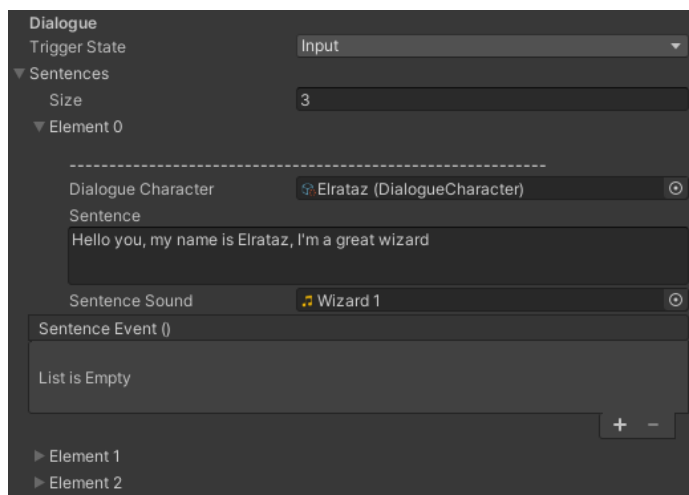 Dialogue
Trigger State Input
Sentences
Size 3
Element 0
------------------------------------------------------------
Dialogue Character Elrataz (DialogueCharacter)
Sentence
Hello you, my name is Elrataz, I'm a great wizard
Sentence Sound Wizard 1
Sentence Event ()
List is Empty
+ −
Element 1
Element 2